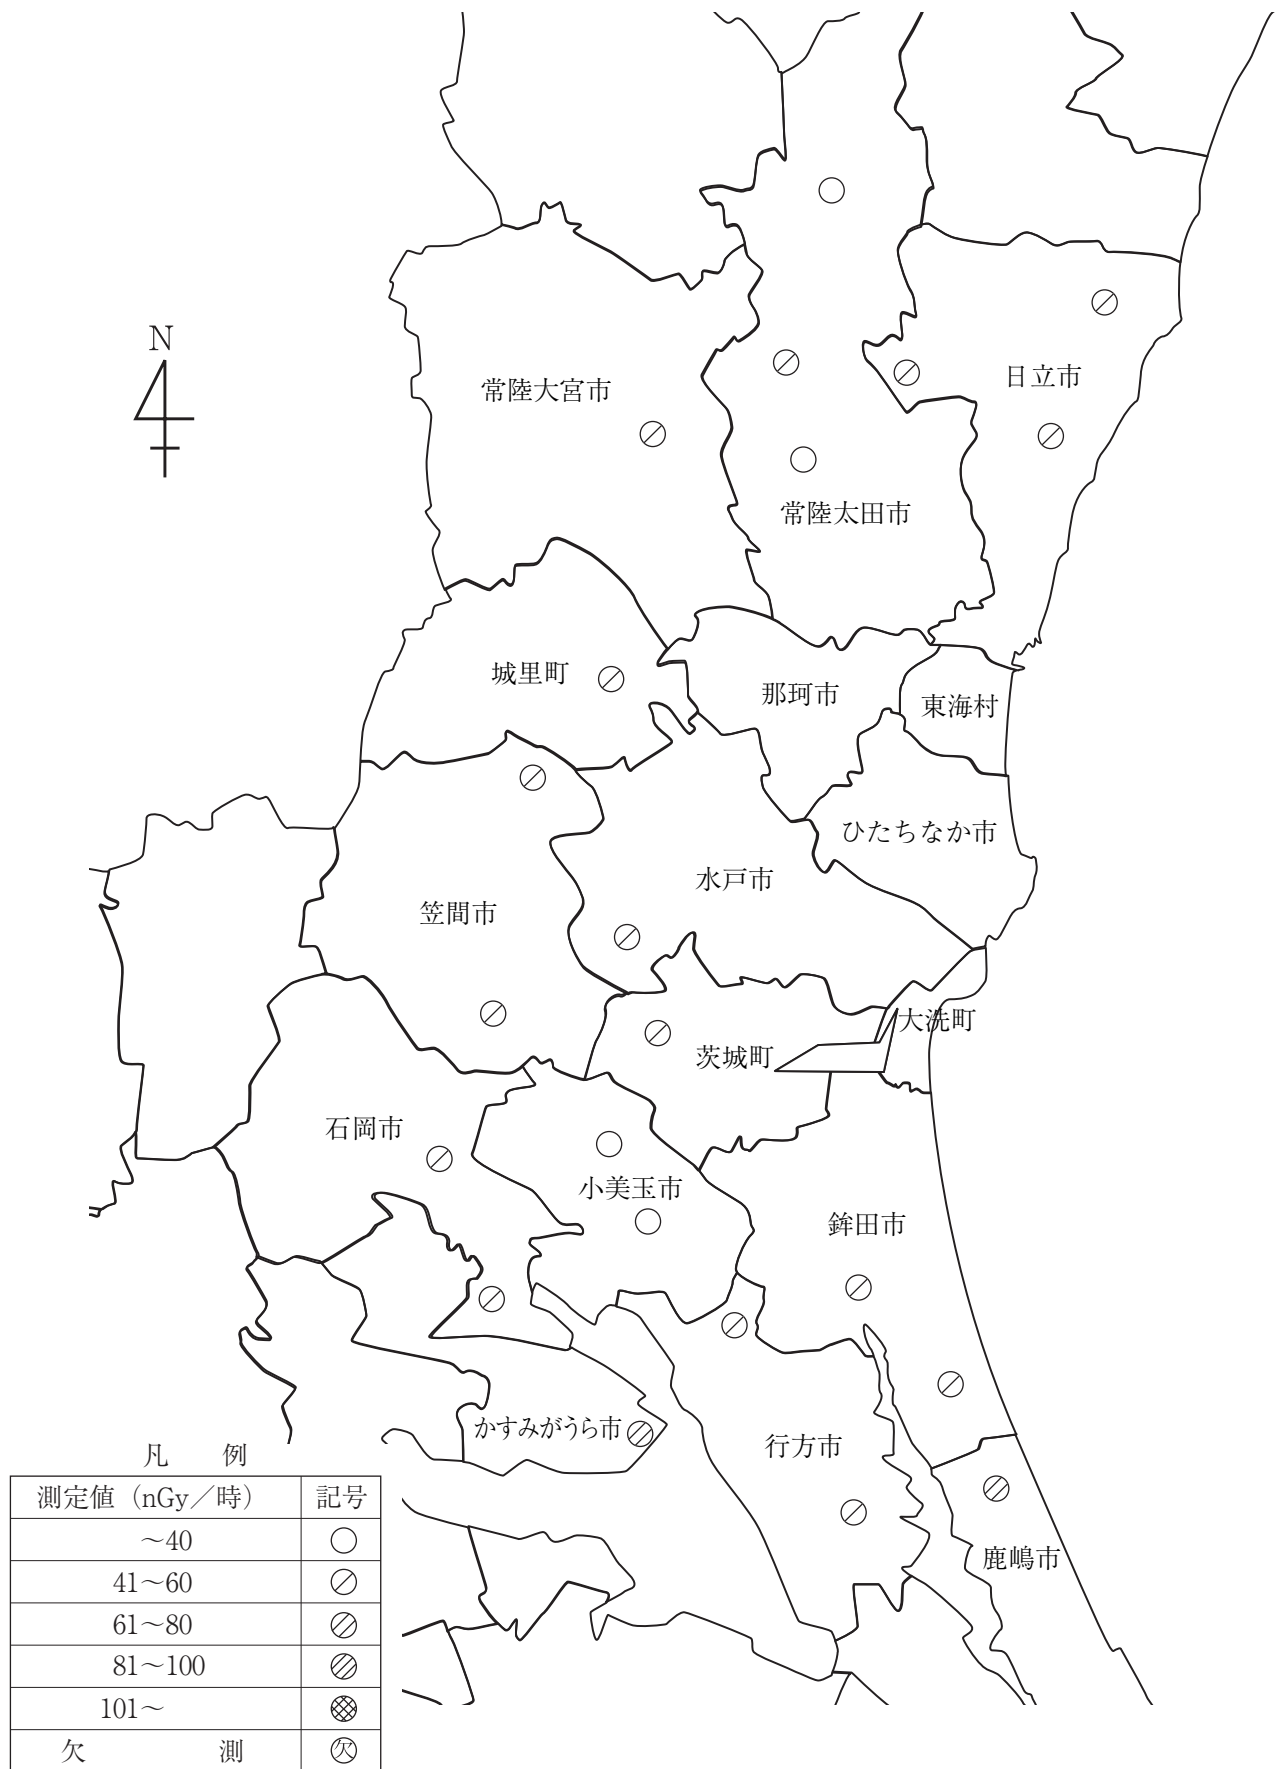 N
常陸大宮市
日立市
常陸太田市
城里町
那珂市
東海村
ひたちなか市
水戸市
笠間市
大洗町
茨城町
石岡市
小美玉市
鉾田市
かすみがうら市
行方市
鹿嶋市
凡 例
測定値（nGy／時） 記号
～40
41～60
61～80
81～100
101～
欠 測 欠